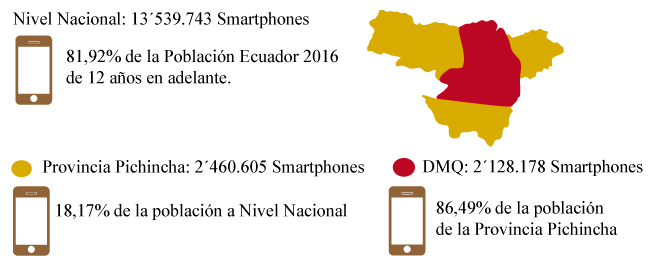 Nivel Nacional: 13´539.743 Smartphones
81,92% de la Población Ecuador 2016
de 12 años en adelante.
Provincia Pichincha: 2´460.605 Smartphones
DMQ: 2´128.178 Smartphones
18,17% de la población a Nivel Nacional
86,49% de la población
de la Provincia Pichincha